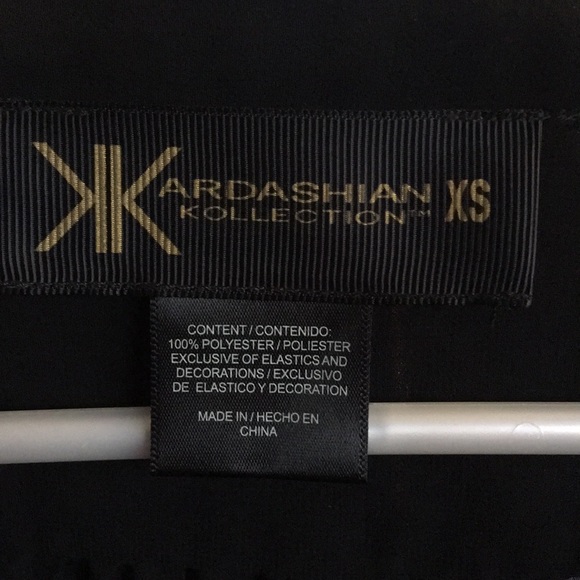 KARDASHIAN XS
KOLLECTION™
CONTENT / CONTENIDO:
100% POLYESTER / POLIESTER
EXCLUSIVE OF ELASTICS AND
DECORATIONS / EXCLUSIVO
DE ELASTICO Y DECORATION
MADE IN / HECHO EN
CHINA